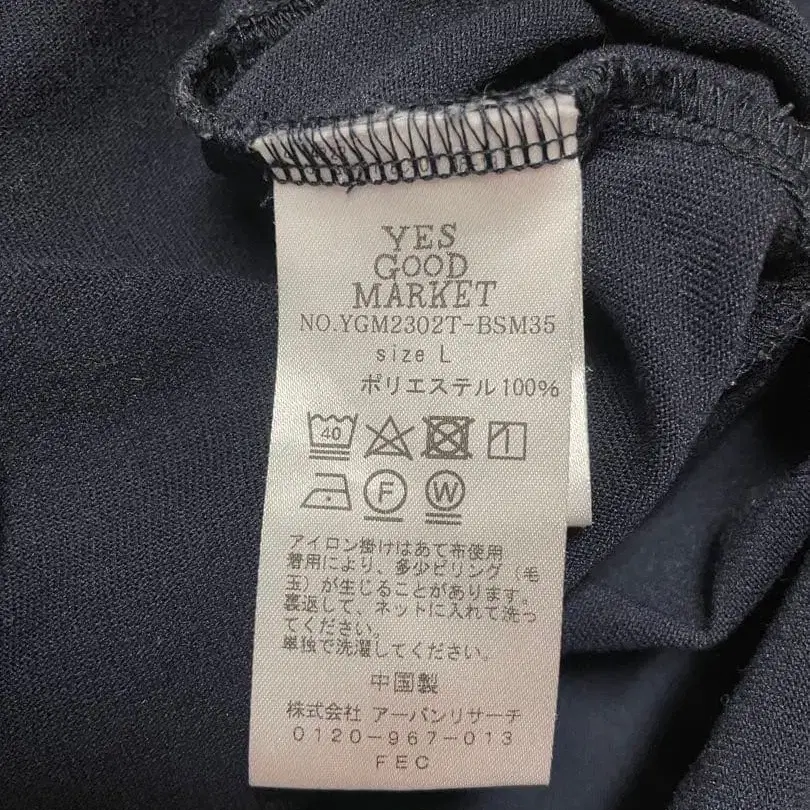 YES
GOOD
MARKET
NO.YGM2302T-BSM35
size L
ポリエステル100%
40
F W
アイロン掛けはあて布使用
着用により、多少ピリング(毛
玉)が生じることがあります。
裏返して、ネットに入れて洗っ
てください。
単独で洗濯してください。
中国製
株式会社 アーバンリサーチ
0120-967-013
FEC